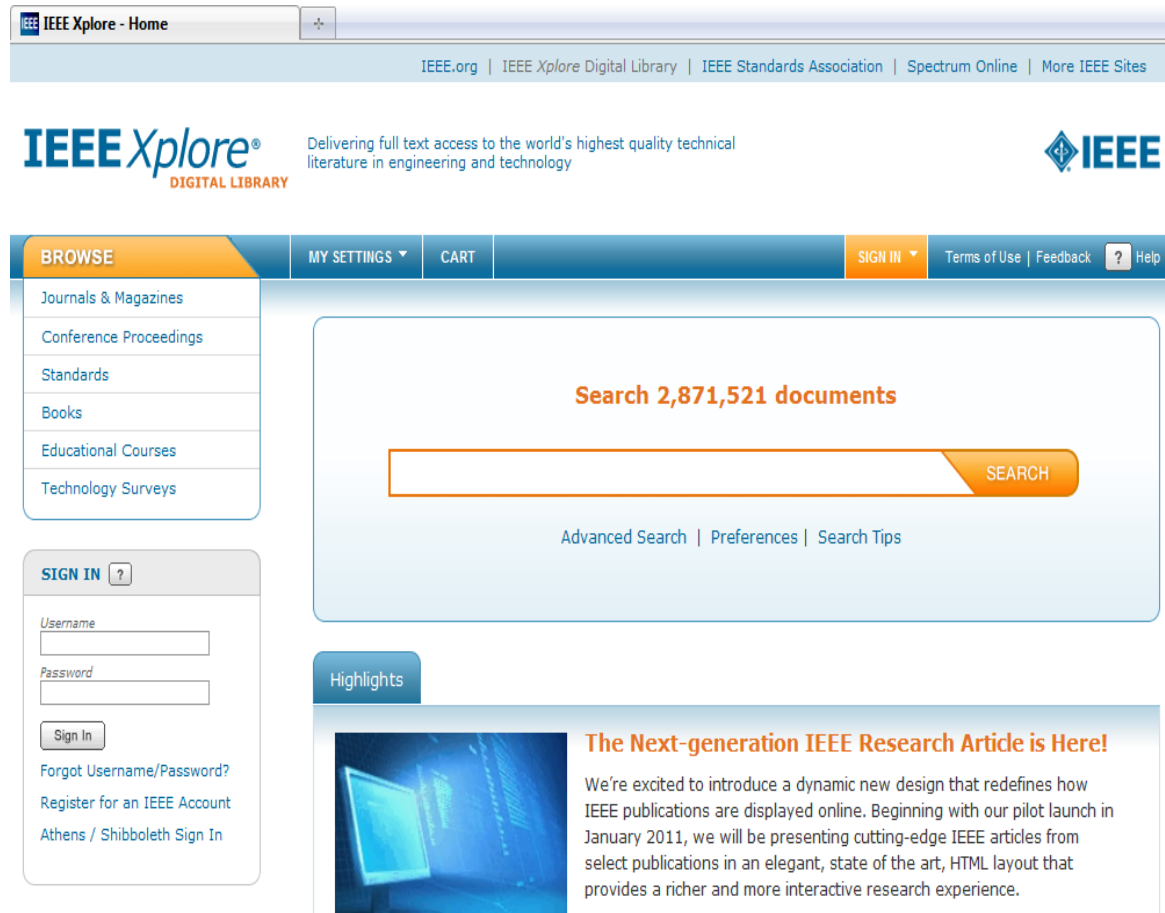 IEEE IEEE Xplore - Home
IEEE.org | IEEE Xplore Digital Library | IEEE Standards Association | Spectrum Online | More IEEE Sites
IEEE Xplore®
DIGITAL LIBRARY
Delivering full text access to the world's highest quality technical
literature in engineering and technology
IEEE
BROWSE
MY SETTINGS
CART
SIGN IN
Terms of Use | Feedback ? Help
Journals & Magazines
Conference Proceedings
Standards
Books
Educational Courses
Technology Surveys
Search 2,871,521 documents
SEARCH
Advanced Search | Preferences | Search Tips
SIGN IN ?
Username
Password
Sign In
Forgot Username/Password?
Register for an IEEE Account
Athens / Shibboleth Sign In
Highlights
The Next-generation IEEE Research Article is Here!
We're excited to introduce a dynamic new design that redefines how
IEEE publications are displayed online. Beginning with our pilot launch in
January 2011, we will be presenting cutting-edge IEEE articles from
select publications in an elegant, state of the art, HTML layout that
provides a richer and more interactive research experience.